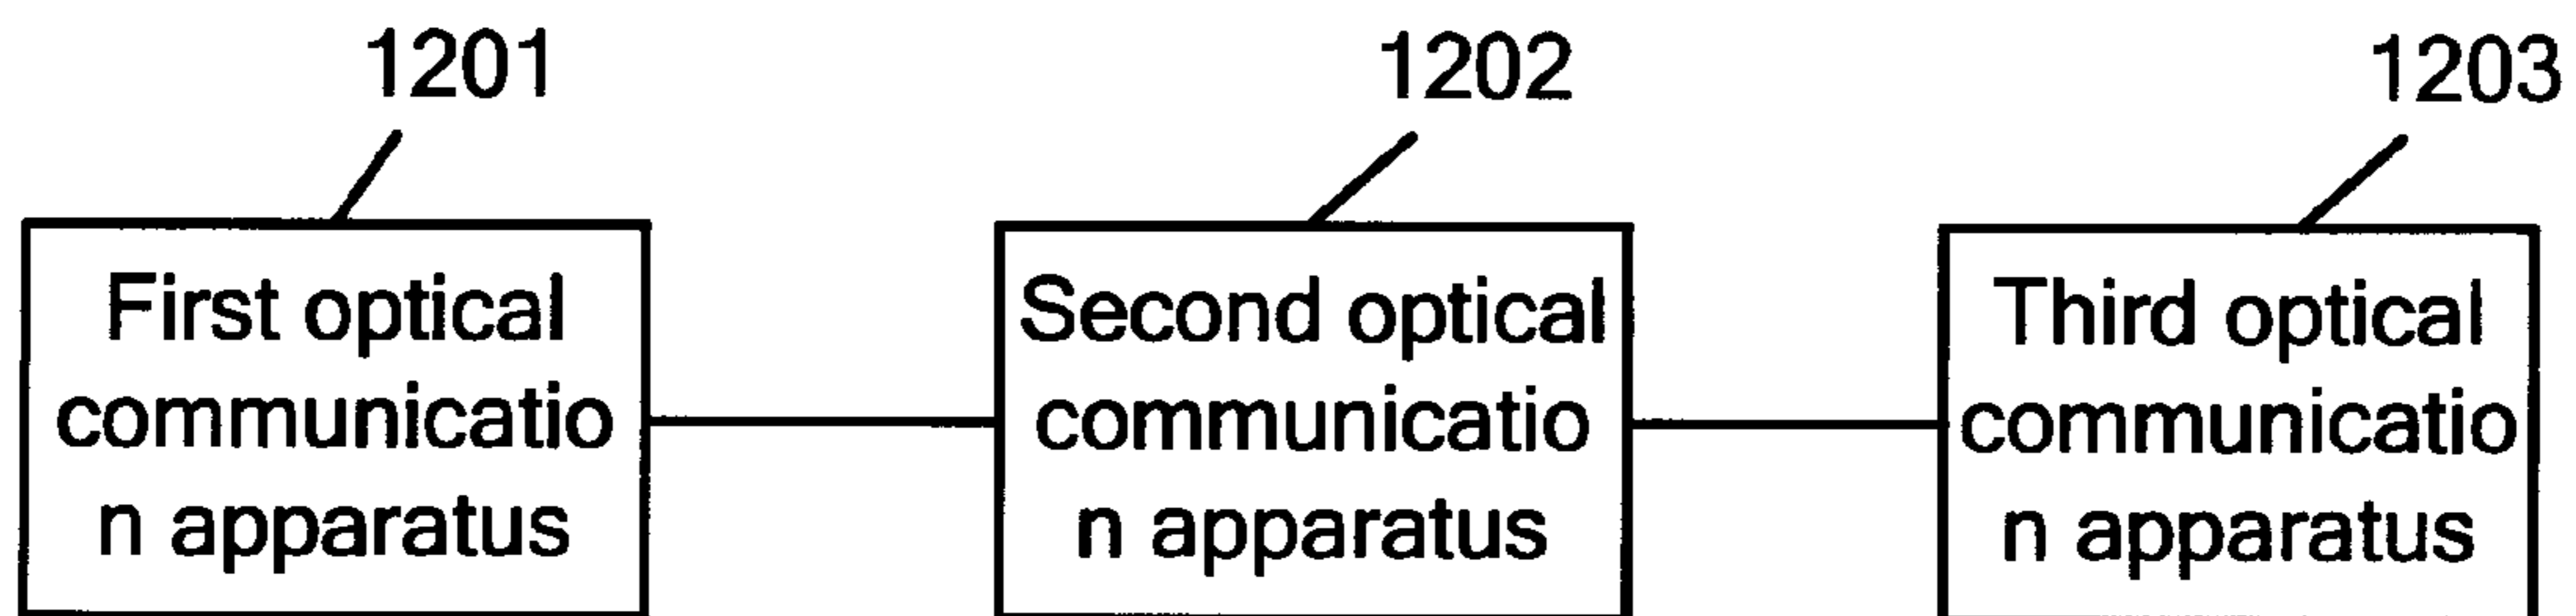 1201
1202
1203
First optical
communicatio
n apparatus
Second optical
communicatio
n apparatus
Third optical
communicatio
n apparatus